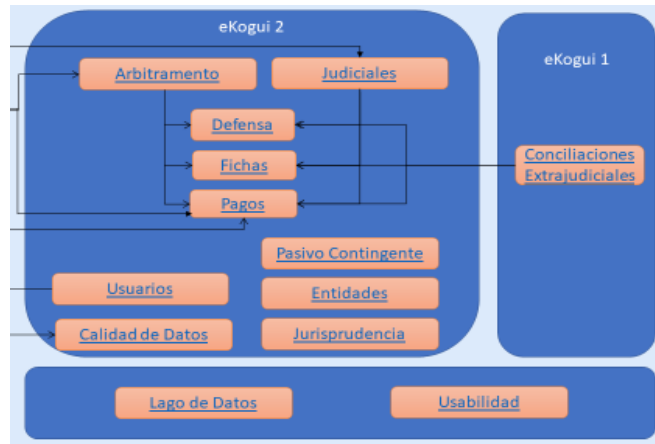 eKogui 2
eKogui 1
Arbitramento
Judiciales
Defensa
Fichas
Conciliaciones
Extrajudiciales
Pagos
Pasivo Contingente
Usuarios
Entidades
Calidad de Datos
Jurisprudencia
Lago de Datos
Usabilidad